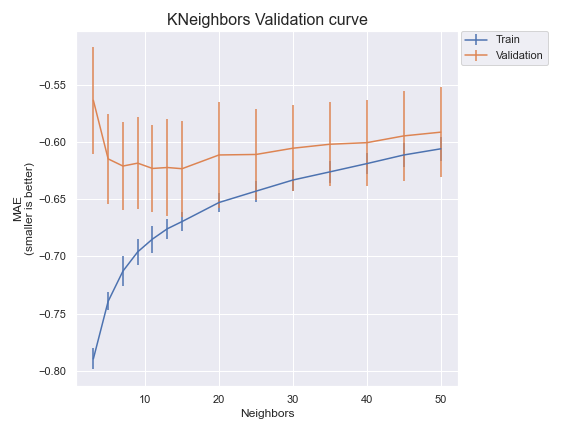 KNeighbors Validation curve
Train
Validation
−0.55
−0.60
−0.65
−0.70
−0.75
−0.80
MAE
(smaller is better)
10
20
30
40
50
Neighbors